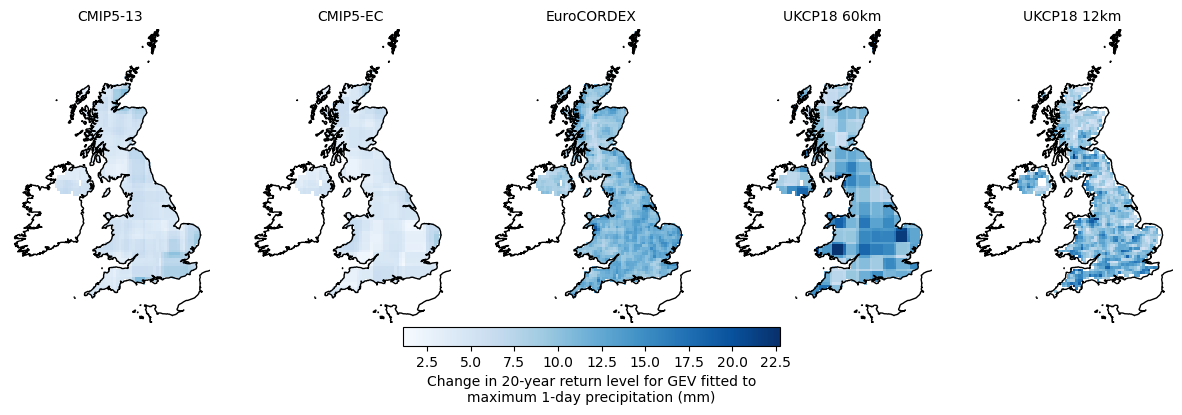 CMIP5-13
CMIP5-EC
EuroCORDEX
UKCP18 60km
UKCP18 12km
2.5
5.0
7.5
10.0
12.5
15.0
17.5
20.0
22.5
Change in 20-year return level for GEV fitted to
maximum 1-day precipitation (mm)